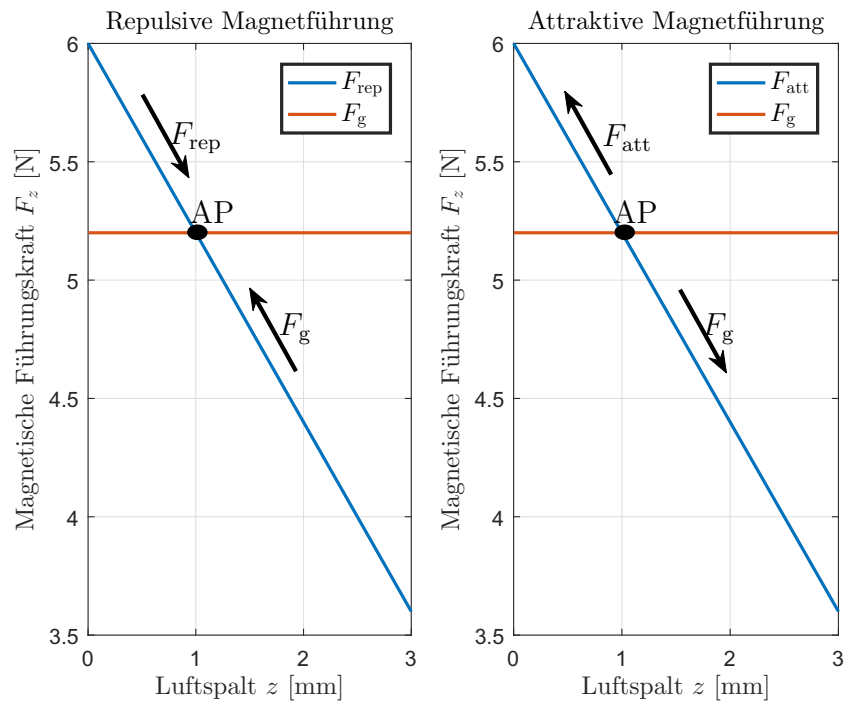 Repulsive Magnetführung
Magnetische Führungskraft F_z [N]
6
5.5
5
4.5
4
3.5
F_rep
F_g
F_rep
AP
F_g
0 1 2 3
Luftspalt z [mm]
Attraktive Magnetführung
Magnetische Führungskraft F_z [N]
6
5.5
5
4.5
4
3.5
F_att
F_g
F_att
AP
F_g
0 1 2 3
Luftspalt z [mm]